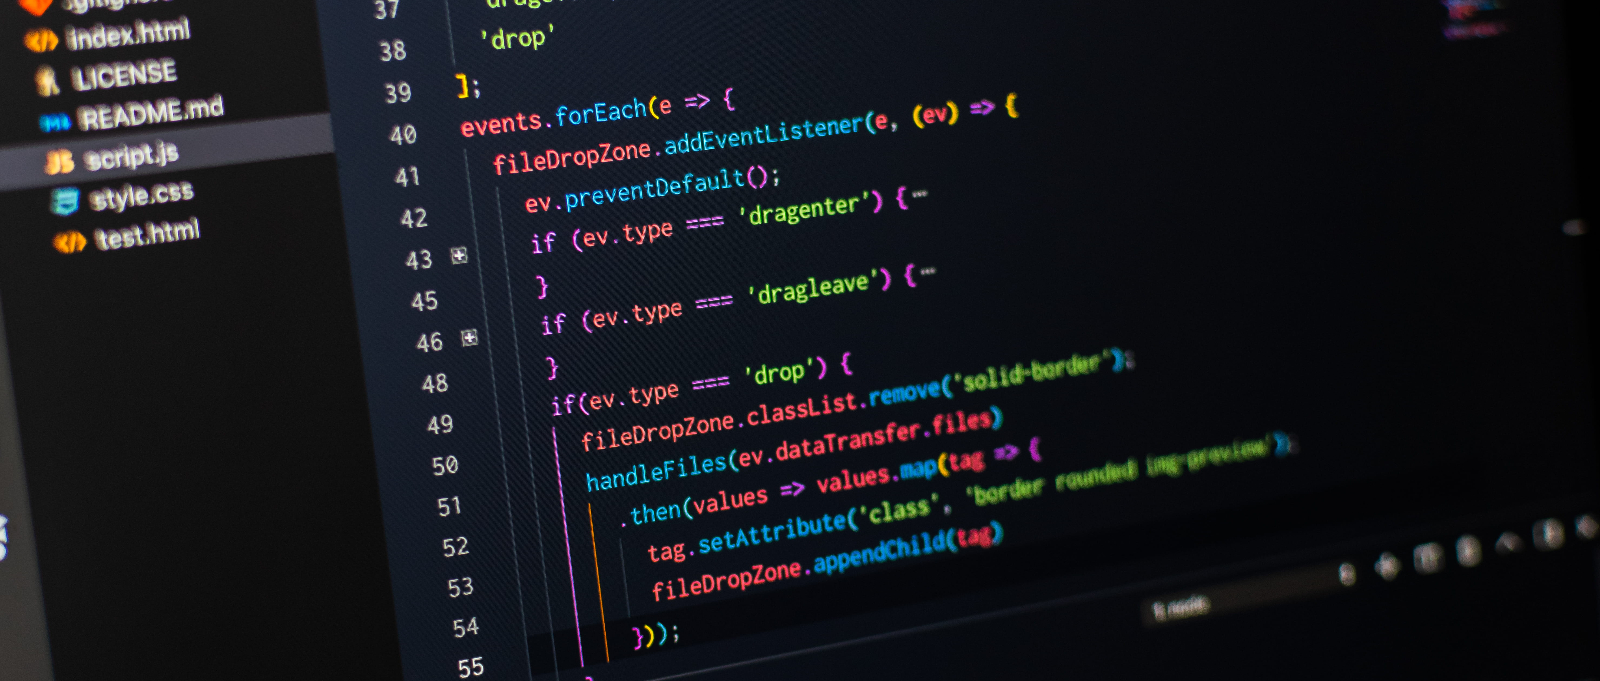 index.html
LICENSE
README.md
script.js
style.css
test.html
37
38 'drop'
39 ];
40 events.forEach(e => {
41 fileDropZone.addEventListener(e, (ev) => {
42 ev.preventDefault();
43 if (ev.type === 'dragenter') {…
45 }
46 if (ev.type === 'dragleave') {…
48 }
49 if(ev.type === 'drop') {
50 fileDropZone.classList.remove('solid-border');
51 handleFiles(ev.dataTransfer.files)
52 .then(values => values.map(tag => {
53 tag.setAttribute('class', 'border rounded img-preview');
54 fileDropZone.appendChild(tag)
55 }));
node